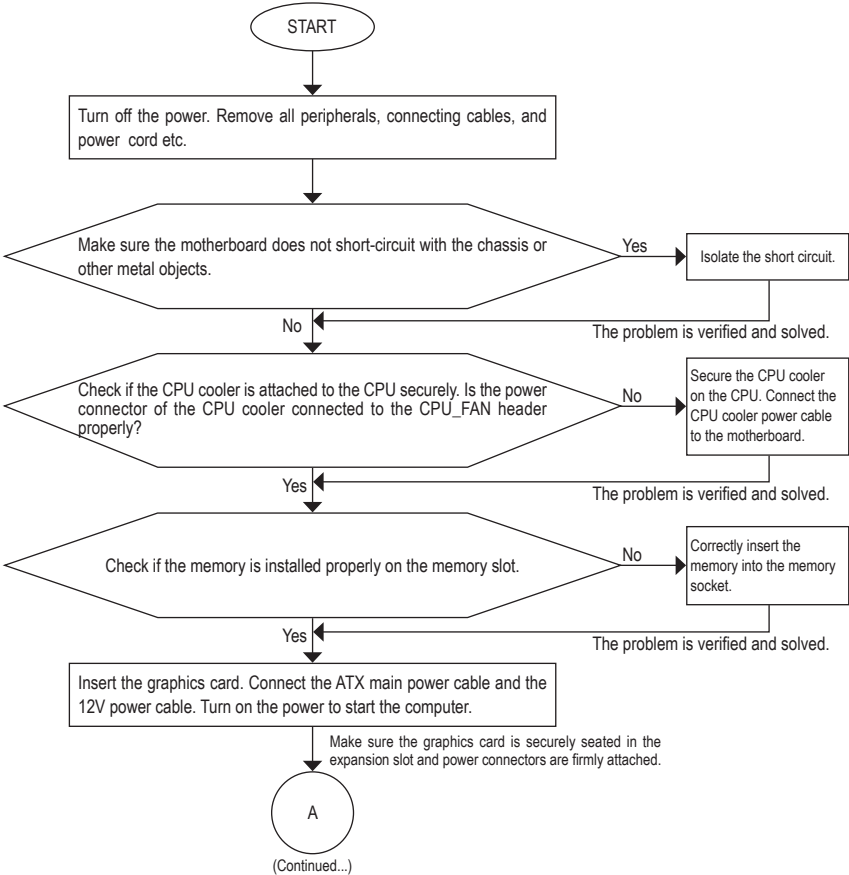 START
Turn off the power. Remove all peripherals, connecting cables, and
power cord etc.
Make sure the motherboard does not short-circuit with the chassis or
other metal objects.
Yes
Isolate the short circuit.
No
The problem is verified and solved.
Check if the CPU cooler is attached to the CPU securely. Is the power
connector of the CPU cooler connected to the CPU_FAN header
properly?
No
Secure the CPU cooler
on the CPU. Connect the
CPU cooler power cable
to the motherboard.
Yes
The problem is verified and solved.
Check if the memory is installed properly on the memory slot.
No
Correctly insert the
memory into the memory
socket.
Yes
The problem is verified and solved.
Insert the graphics card. Connect the ATX main power cable and the
12V power cable. Turn on the power to start the computer.
Make sure the graphics card is securely seated in the
expansion slot and power connectors are firmly attached.
A
(Continued...)